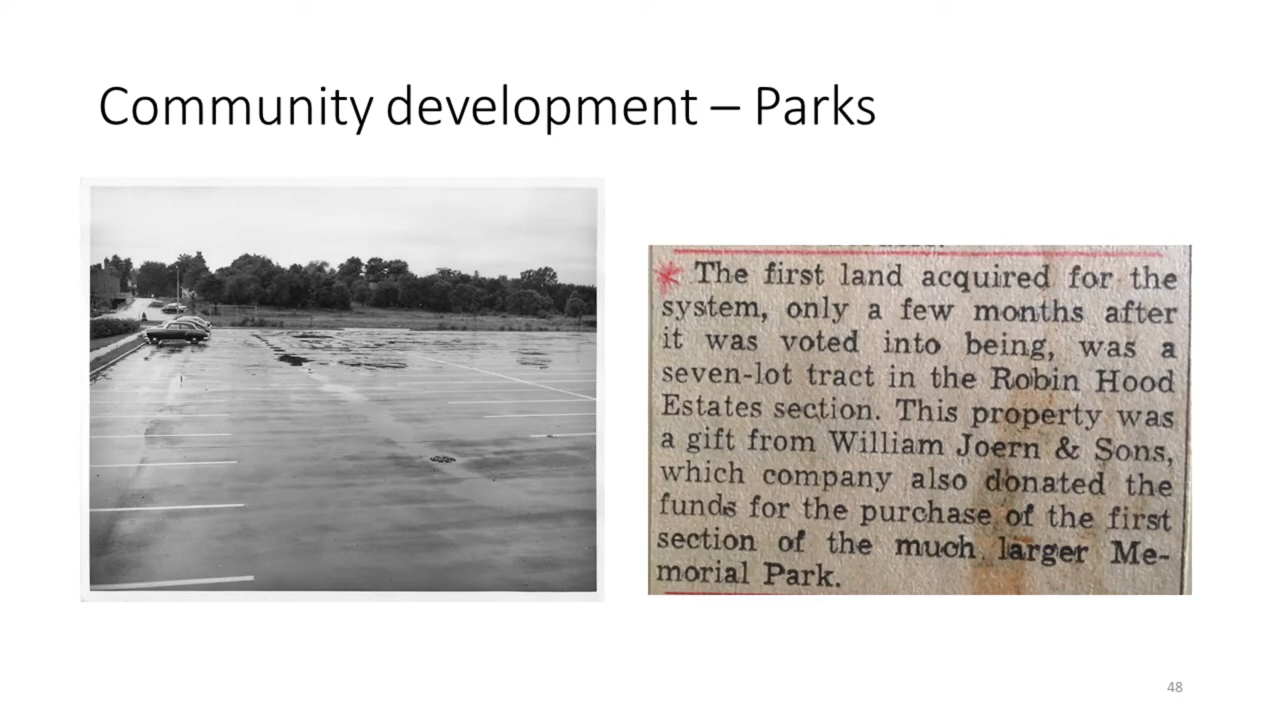 Community development – Parks
* The first land acquired for the
system, only a few months after
it was voted into being, was a
seven-lot tract in the Robin Hood
Estates section. This property was
a gift from William Joern & Sons,
which company also donated the
funds for the purchase of the first
section of the much larger Me-
morial Park.
48